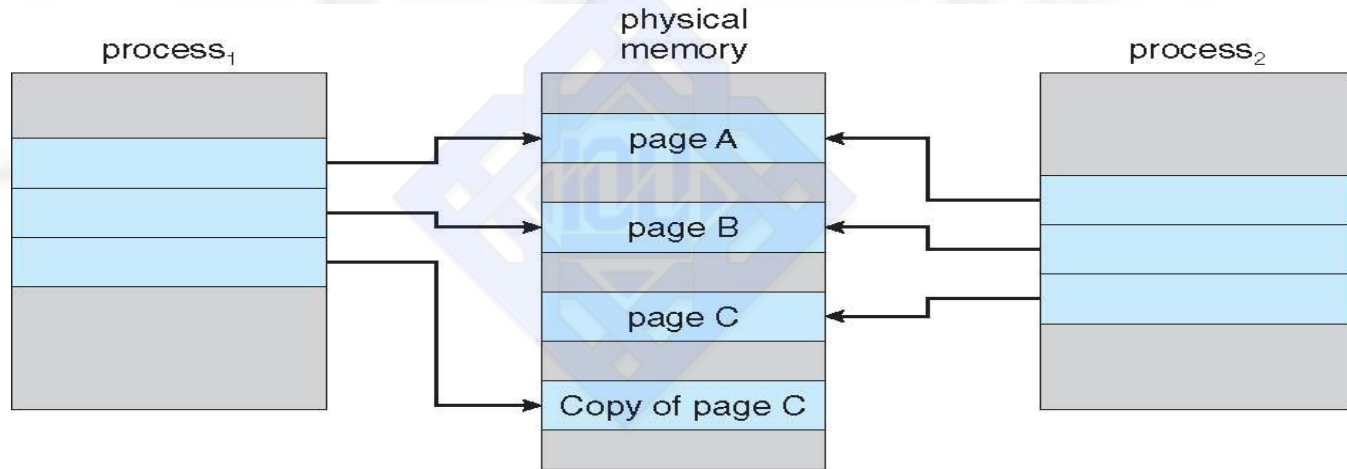 physical
memory
process₁
process₂
page A
page B
page C
Copy of page C